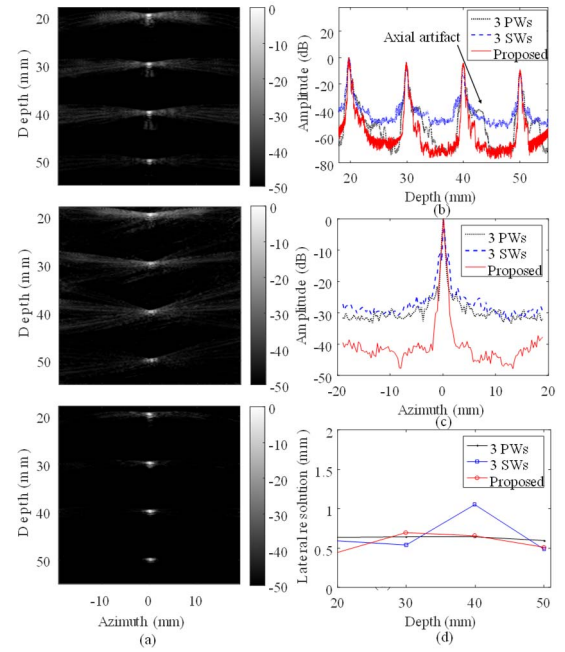 20
30
40
50
Depth (mm)
0
-10
-20
-30
-40
-50
20
30
40
50
Depth (mm)
0
-10
-20
-30
-40
-50
20
30
40
50
Depth (mm)
0
-10
-20
-30
-40
-50
-10
0
10
Azimuth (mm)
(a)
Amplitude (dB)
0
-20
-40
-60
-80
20
30
40
50
Depth (mm)
(b)
Axial artifact
3 PWs
3 SWs
Proposed
Amplitude (dB)
0
-10
-20
-30
-40
-50
-20
-10
0
10
20
Azimuth (mm)
(c)
3 PWs
3 SWs
Proposed
Lateral resolution (mm)
2
1.5
1
0.5
0
20
30
40
50
Depth (mm)
(d)
3 PWs
3 SWs
Proposed